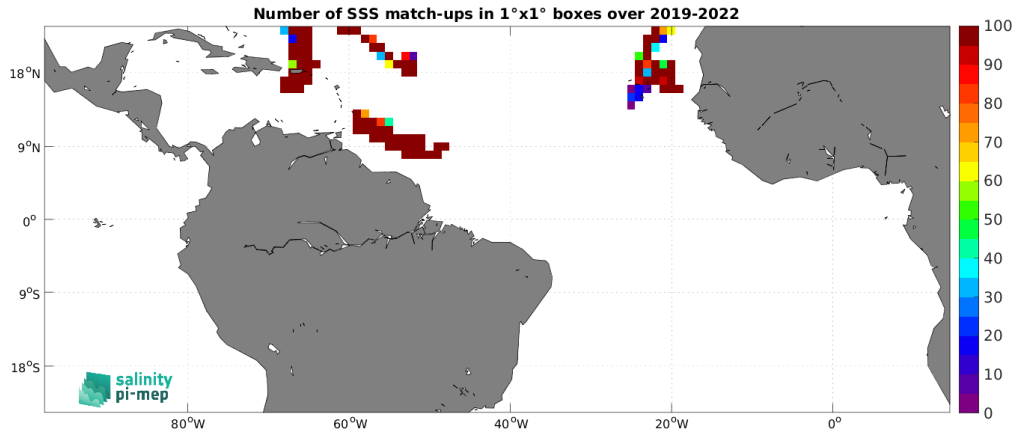 Number of SSS match-ups in 1°x1° boxes over 2019-2022
100
90
80
70
60
50
40
30
20
10
0
18°N
9°N
0°
9°S
18°S
80°W
60°W
40°W
20°W
0°
salinity
pi-mep